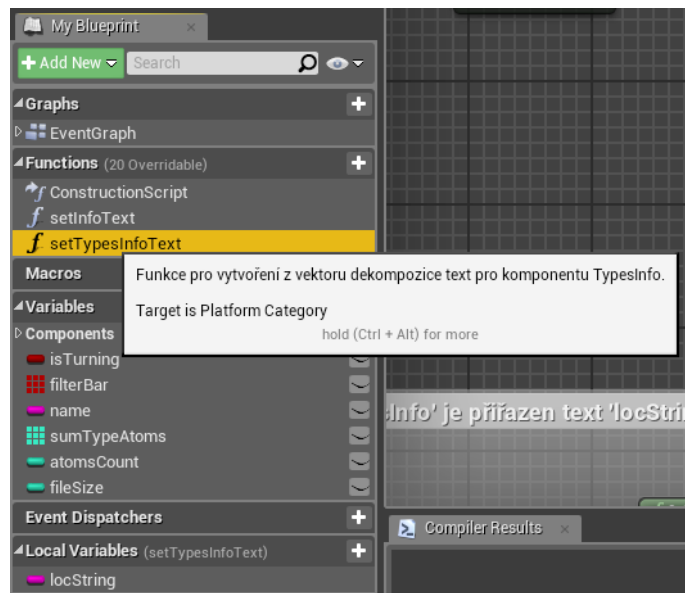 My Blueprint
Add New
Search
Graphs
EventGraph
Functions (20 Overridable)
ConstructionScript
setInfoText
setTypesInfoText
Macros
Funkce pro vytvoření z vektoru dekompozice text pro komponentu TypesInfo.
Target is Platform Category
hold (Ctrl + Alt) for more
Variables
Components
isTurning
filterBar
name
sumTypeAtoms
atomsCount
fileSize
sInfo' je přiřazen text 'locStri
Event Dispatchers
Compiler Results
Local Variables (setTypesInfoText)
locString